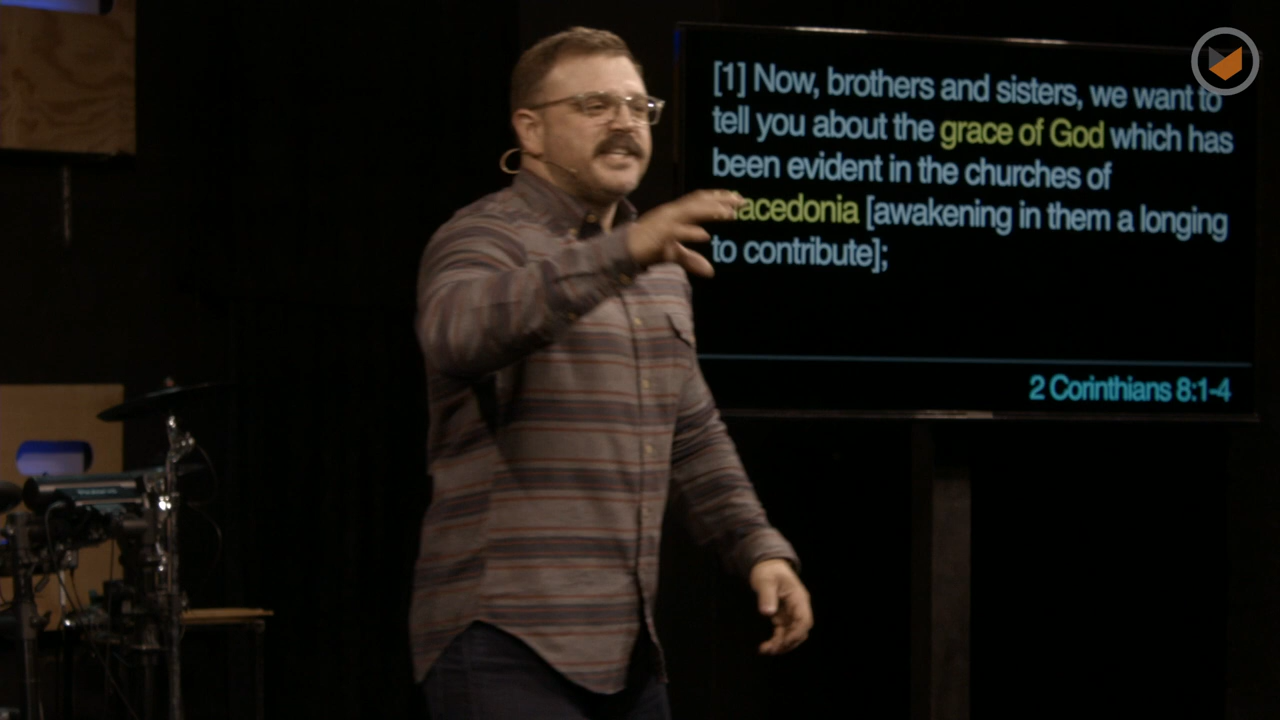 [1] Now, brothers and sisters, we want to
tell you about the grace of God which has
been evident in the churches of
Macedonia [awakening in them a longing
to contribute];
2 Corinthians 8:1-4